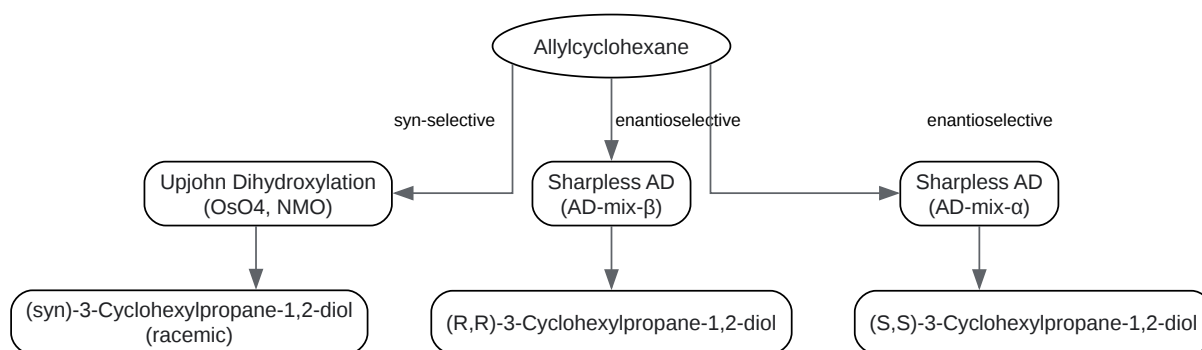 Allylcyclohexane
syn-selective
enantioselective
enantioselective
Upjohn Dihydroxylation
(OsO4, NMO)
Sharpless AD
(AD-mix-β)
Sharpless AD
(AD-mix-α)
(syn)-3-Cyclohexylpropane-1,2-diol
(racemic)
(R,R)-3-Cyclohexylpropane-1,2-diol
(S,S)-3-Cyclohexylpropane-1,2-diol